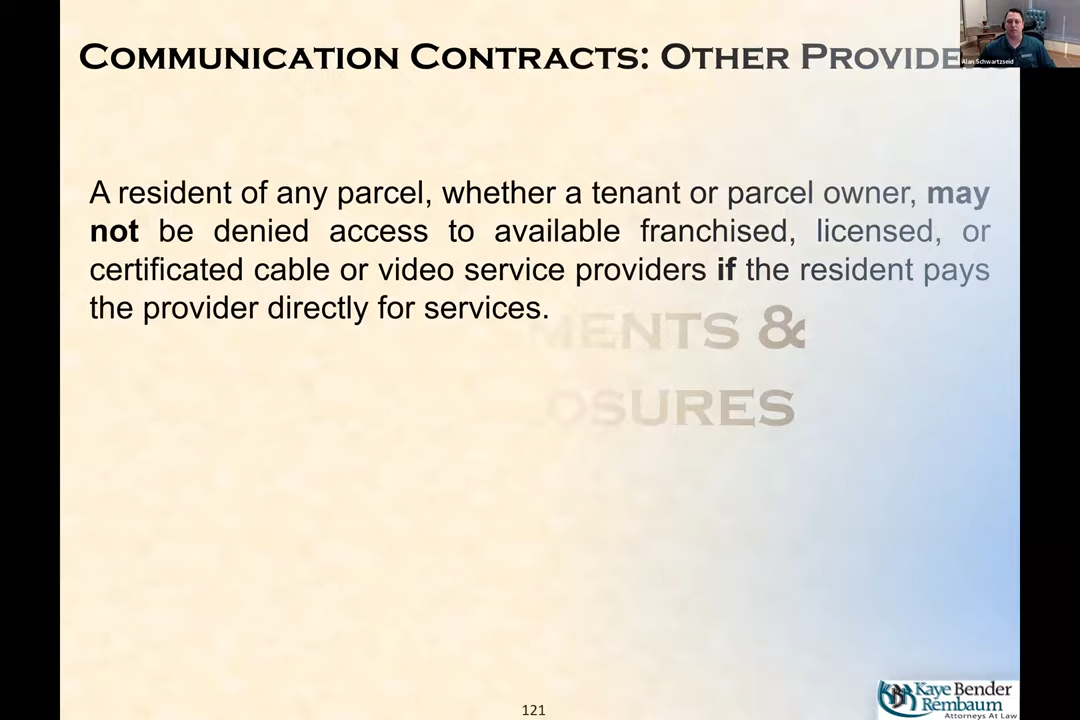 COMMUNICATION CONTRACTS: OTHER
Alan Schwartzseid
A resident of any parcel, whether a tenant or parcel owner, may
not be denied access to available franchised, licensed, or
certificated cable or video service providers if the resident pays
the provider directly for services.
MENTS &
OSURES
121
KBR
Kaye Bender
Rembaum
Attorneys At Law